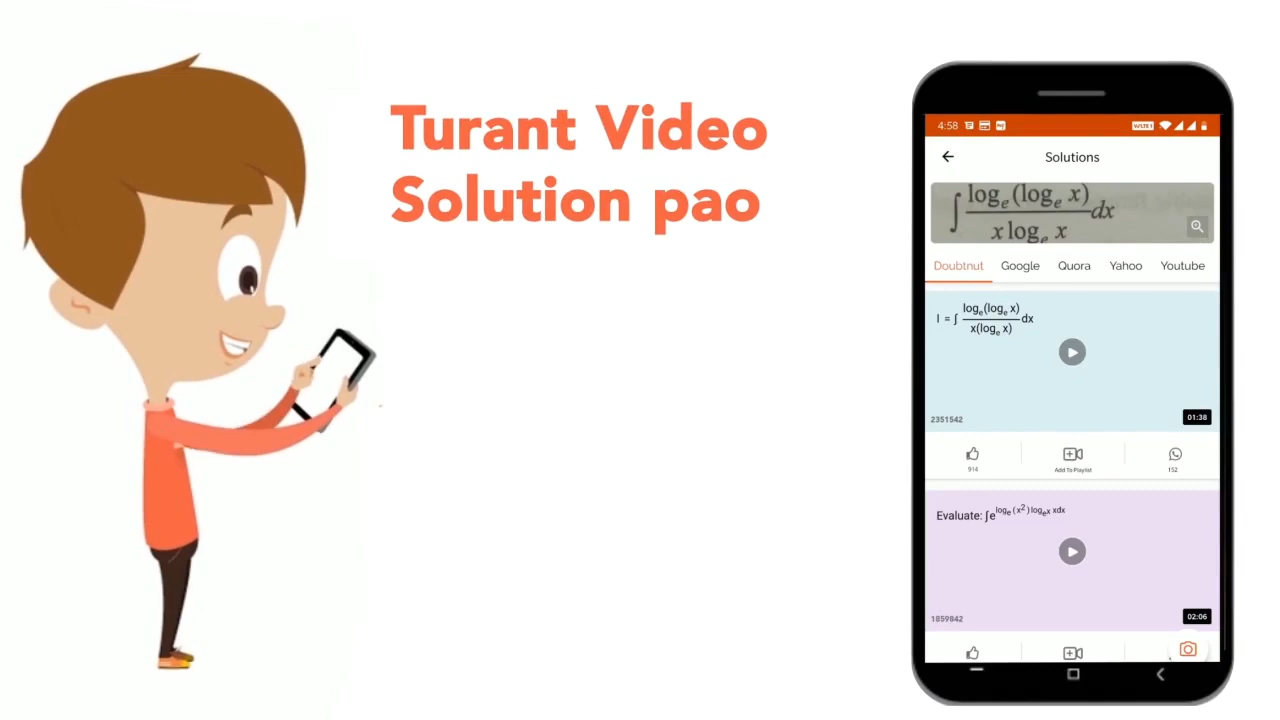 Turant Video
Solution pao
4:58
VoLTE1
Solutions
∫ logₑ(logₑ x) / x logₑ x dx
Doubtnut Google Quora Yahoo Youtube
I = ∫ logₑ(logₑ x) / x(logₑ x) dx
2351542 01:38
914 Add To Playlist 152
Evaluate: ∫e^logₑ(x²)logₑx xdx
1859842 02:06